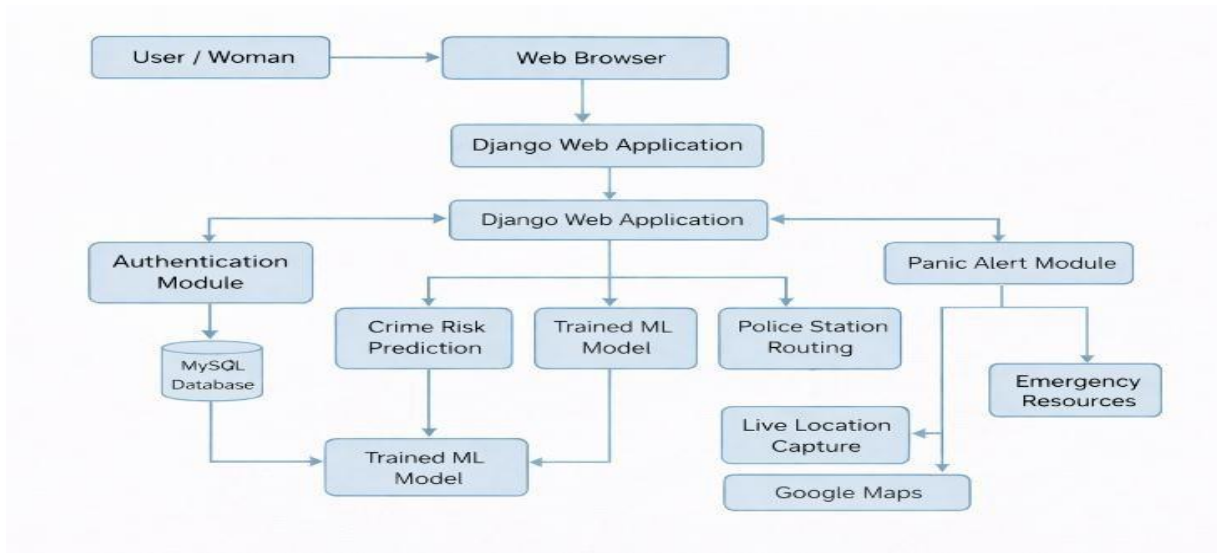 User / Woman
Web Browser
Django Web Application
Django Web Application
Authentication
Module
Panic Alert Module
Crime Risk
Prediction
Trained ML
Model
Police Station
Routing
MySQL
Database
Emergency
Resources
Live Location
Capture
Trained ML
Model
Google Maps